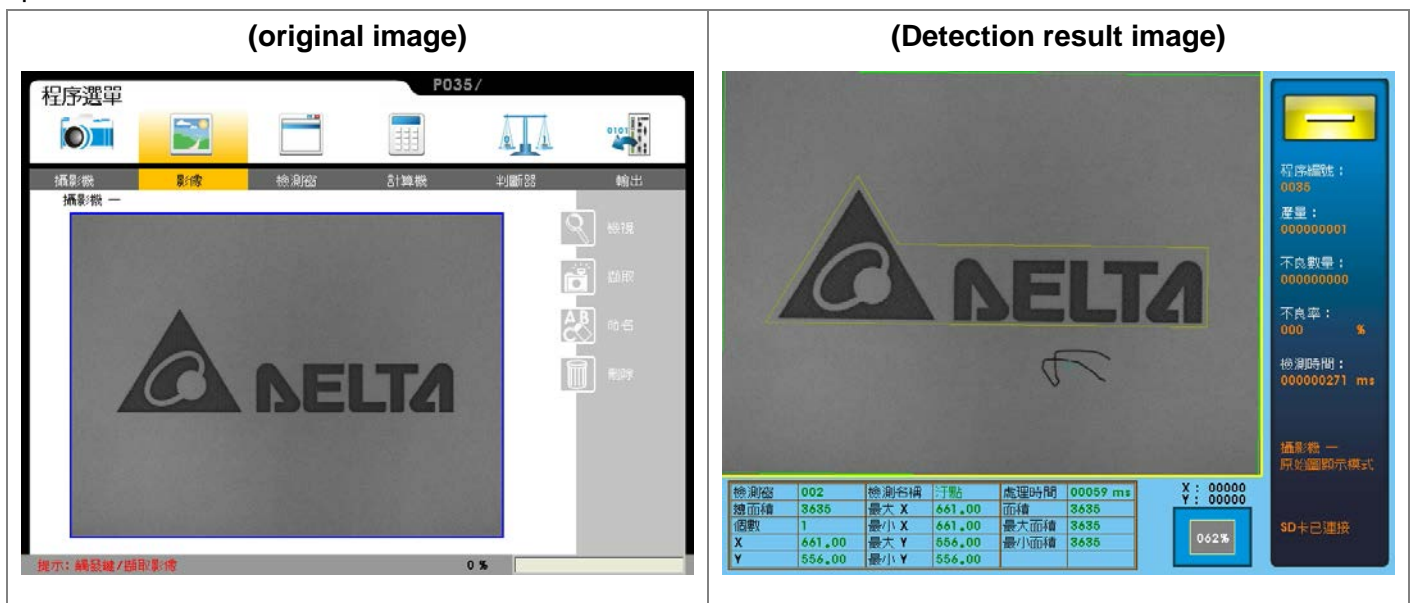 (original image)
(Detection result image)
程序選單
P035/
0101
攝影機
影像
檢測窗
計算機
判斷器
輸出
攝影機 一
檢視
擷取
命名
刪除
DELTA
提示: 觸發鍵/擷取影像
0 %
DELTA
程序編號:
0035
產量:
000000001
不良數量:
000000000
不良率:
000 %
檢測時間:
000000271 ms
攝影機 一
原始圖顯示模式
SD卡已連接
檢測窗 002 檢測名稱 汙點 處理時間 00059 ms
總面積 3635 最大 X 661.00 面積 3635
個數 1 最小 X 661.00 最大面積 3635
X 661.00 最大 Y 556.00 最小面積 3635
Y 556.00 最小 Y 556.00
X : 00000
Y : 00000
062%